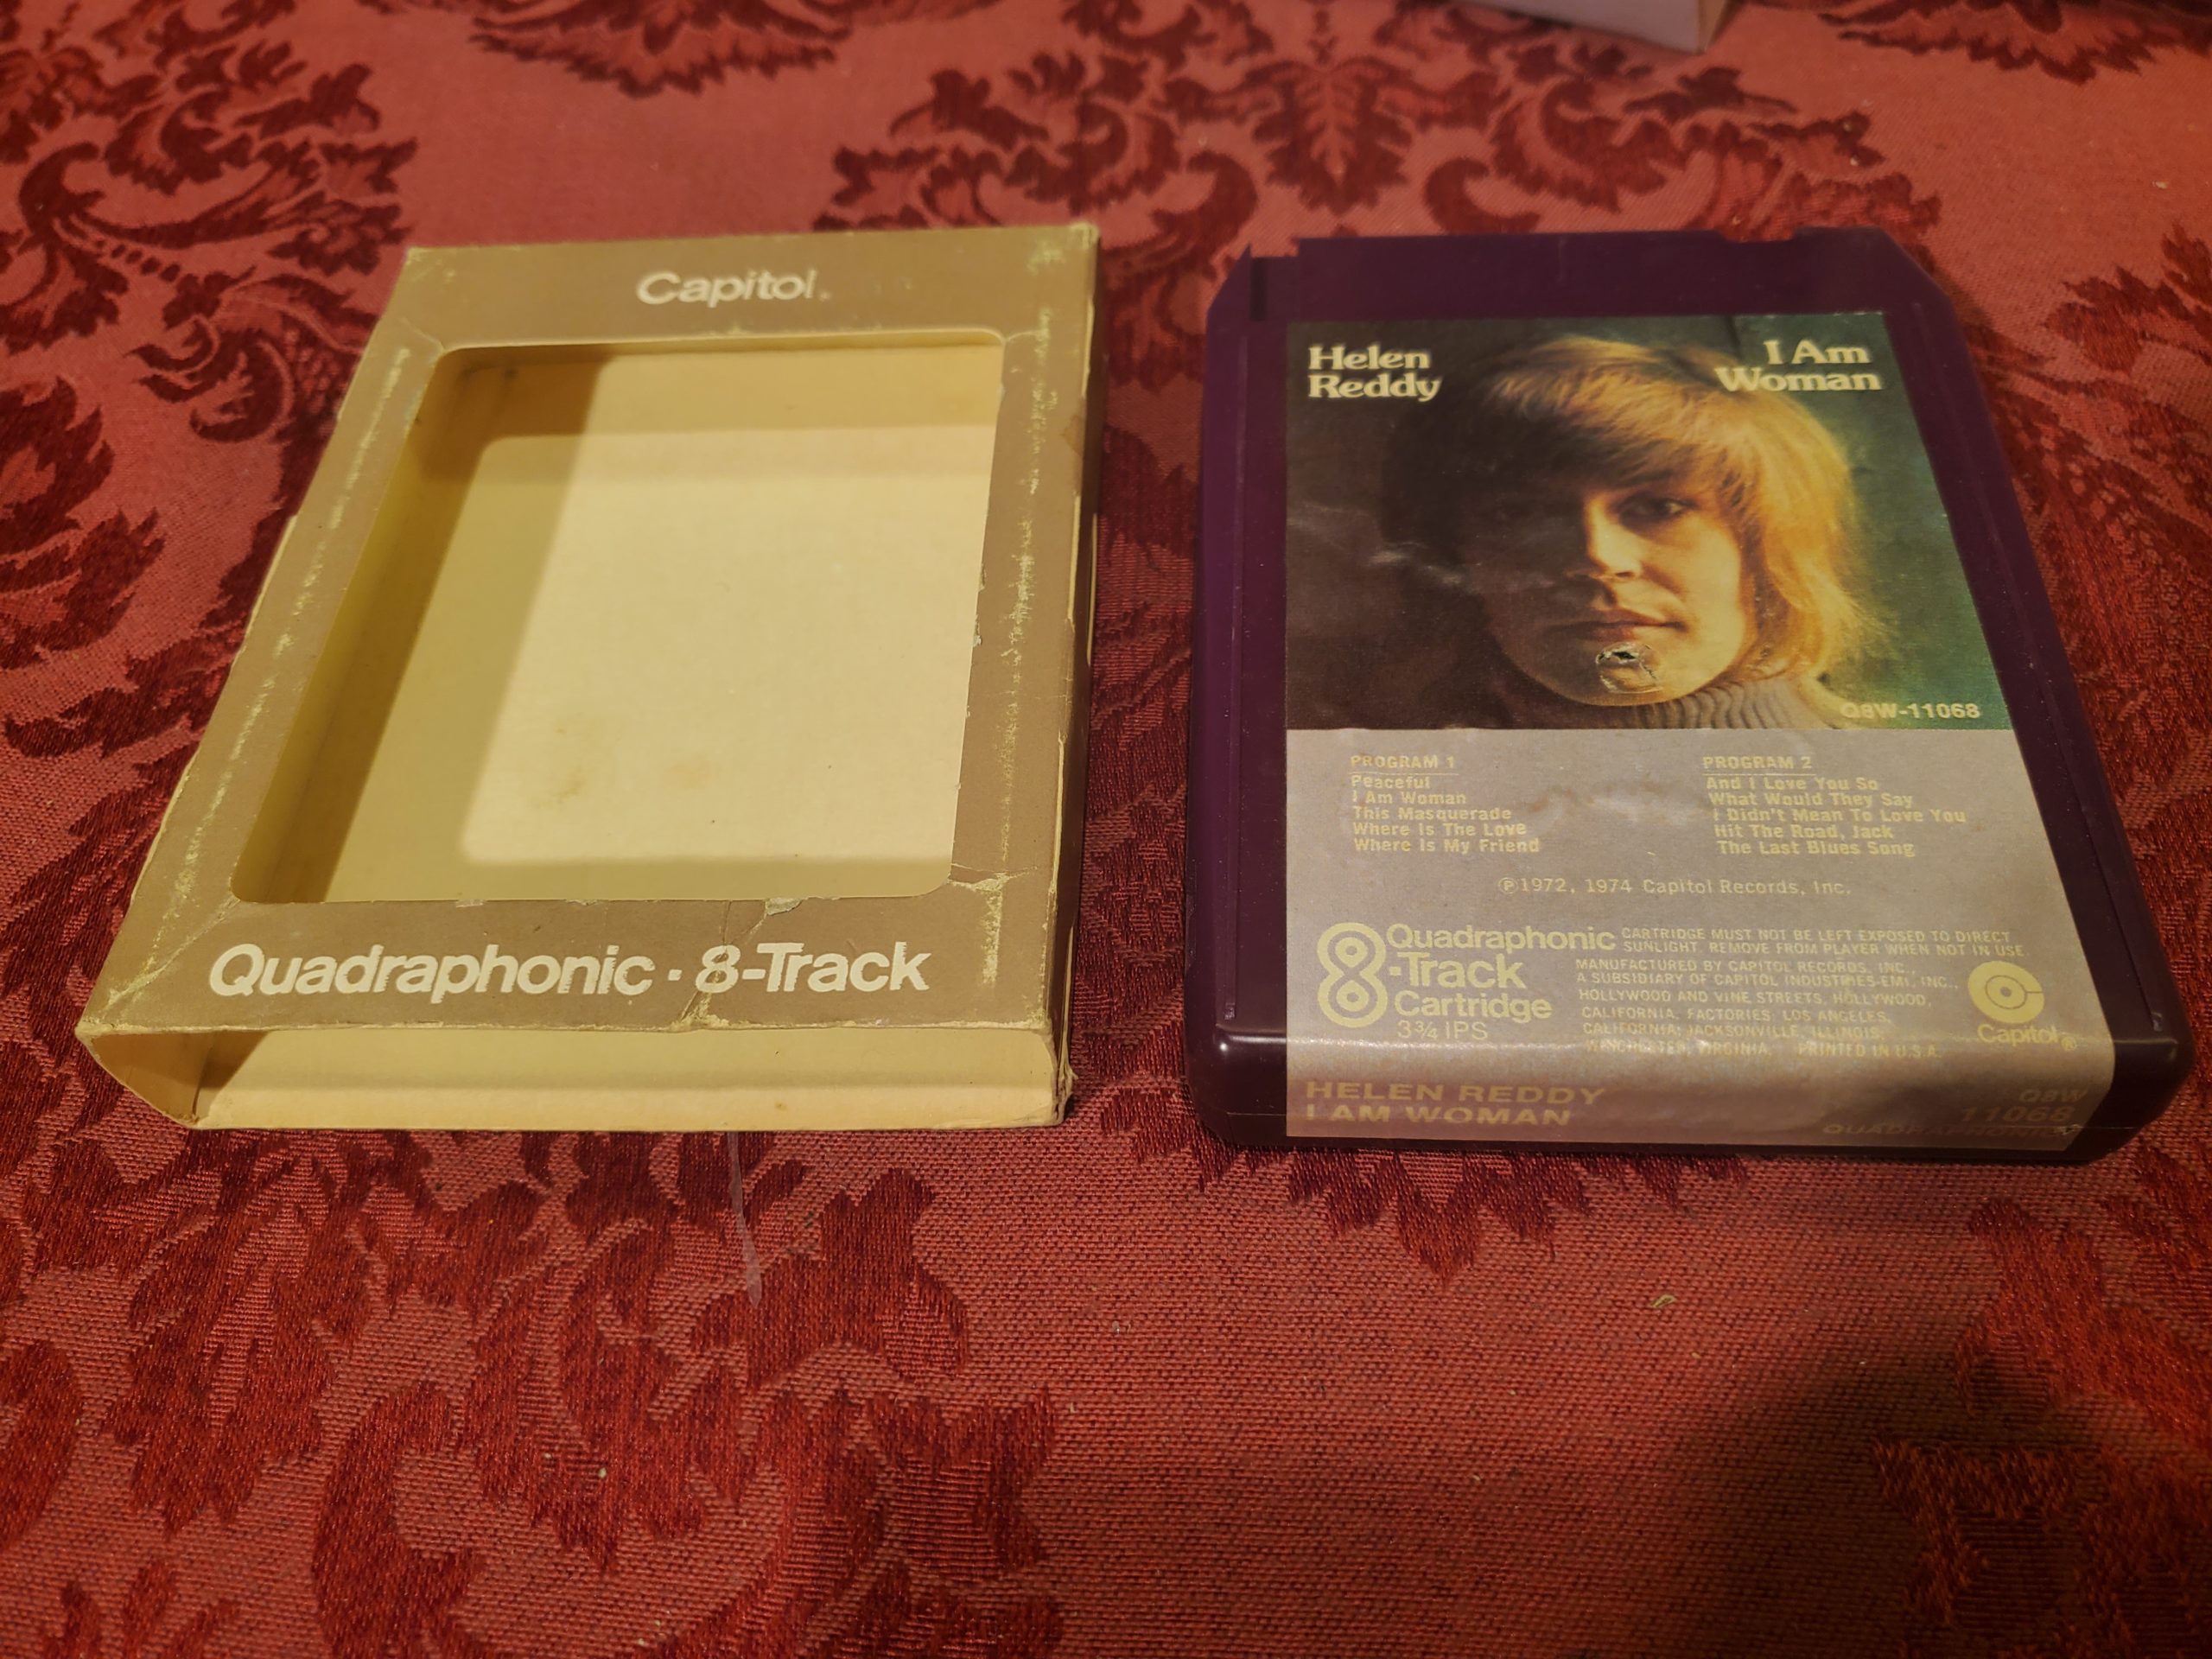 Capitol.
Quadraphonic · 8-Track
Helen
Reddy
I Am
Woman
Q8W-11068
PROGRAM 1
Peaceful
I Am Woman
This Masquerade
Where Is The Love
Where Is My Friend
PROGRAM 2
And I Love You So
What Would They Say
I Didn't Mean To Love You
Hit The Road, Jack
The Last Blues Song
℗1972, 1974 Capitol Records, Inc.
8 Quadraphonic
-Track
Cartridge
3¾ IPS
CARTRIDGE MUST NOT BE LEFT EXPOSED TO DIRECT
SUNLIGHT. REMOVE FROM PLAYER WHEN NOT IN USE
MANUFACTURED BY CAPITOL RECORDS, INC.,
A SUBSIDIARY OF CAPITOL INDUSTRIES-EMI, INC.,
HOLLYWOOD AND VINE STREETS, HOLLYWOOD,
CALIFORNIA. FACTORIES: LOS ANGELES,
CALIFORNIA; JACKSONVILLE, ILLINOIS;
WINCHESTER, VIRGINIA. PRINTED IN U.S.A.
Capitol®
HELEN REDDY
I AM WOMAN
Q8W
11068
QUADRAPHONIC